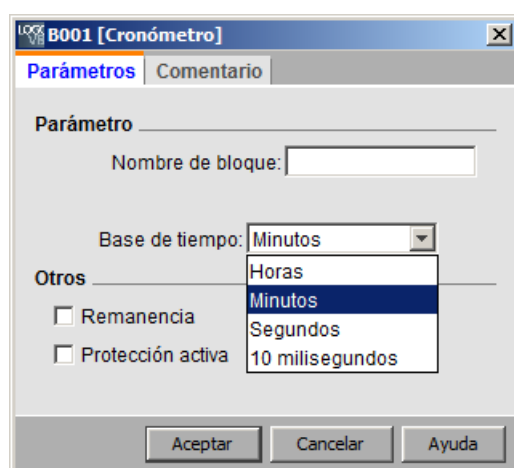 B001 [Cronómetro]
Parámetros Comentario
Parámetro
Nombre de bloque:
Base de tiempo: Minutos
Horas
Otros
Minutos
Remanencia
Segundos
Protección activa
10 milisegundos
Aceptar Cancelar Ayuda